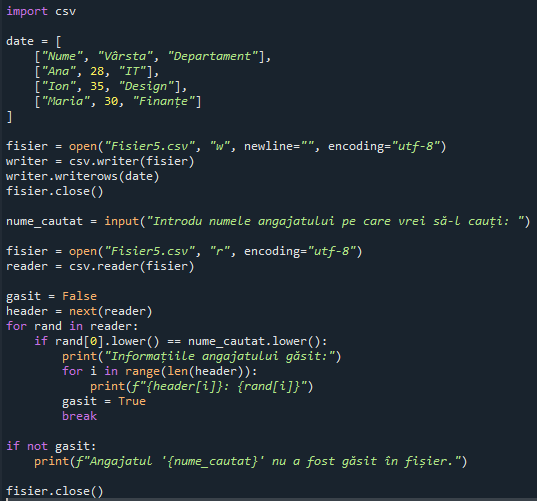 import csv

date = [
    ["Nume", "Vârsta", "Departament"],
    ["Ana", 28, "IT"],
    ["Ion", 35, "Design"],
    ["Maria", 30, "Finanțe"]
]

fisier = open("Fisier5.csv", "w", newline="", encoding="utf-8")
writer = csv.writer(fisier)
writer.writerows(date)
fisier.close()

nume_cautat = input("Introdu numele angajatului pe care vrei să-l cauți: ")

fisier = open("Fisier5.csv", "r", encoding="utf-8")
reader = csv.reader(fisier)

gasit = False
header = next(reader)
for rand in reader:
    if rand[0].lower() == nume_cautat.lower():
        print("Informațiile angajatului găsit:")
        for i in range(len(header)):
            print(f"{header[i]}: {rand[i]}")
        gasit = True
        break

if not gasit:
    print(f"Angajatul '{nume_cautat}' nu a fost găsit în fișier.")

fisier.close()